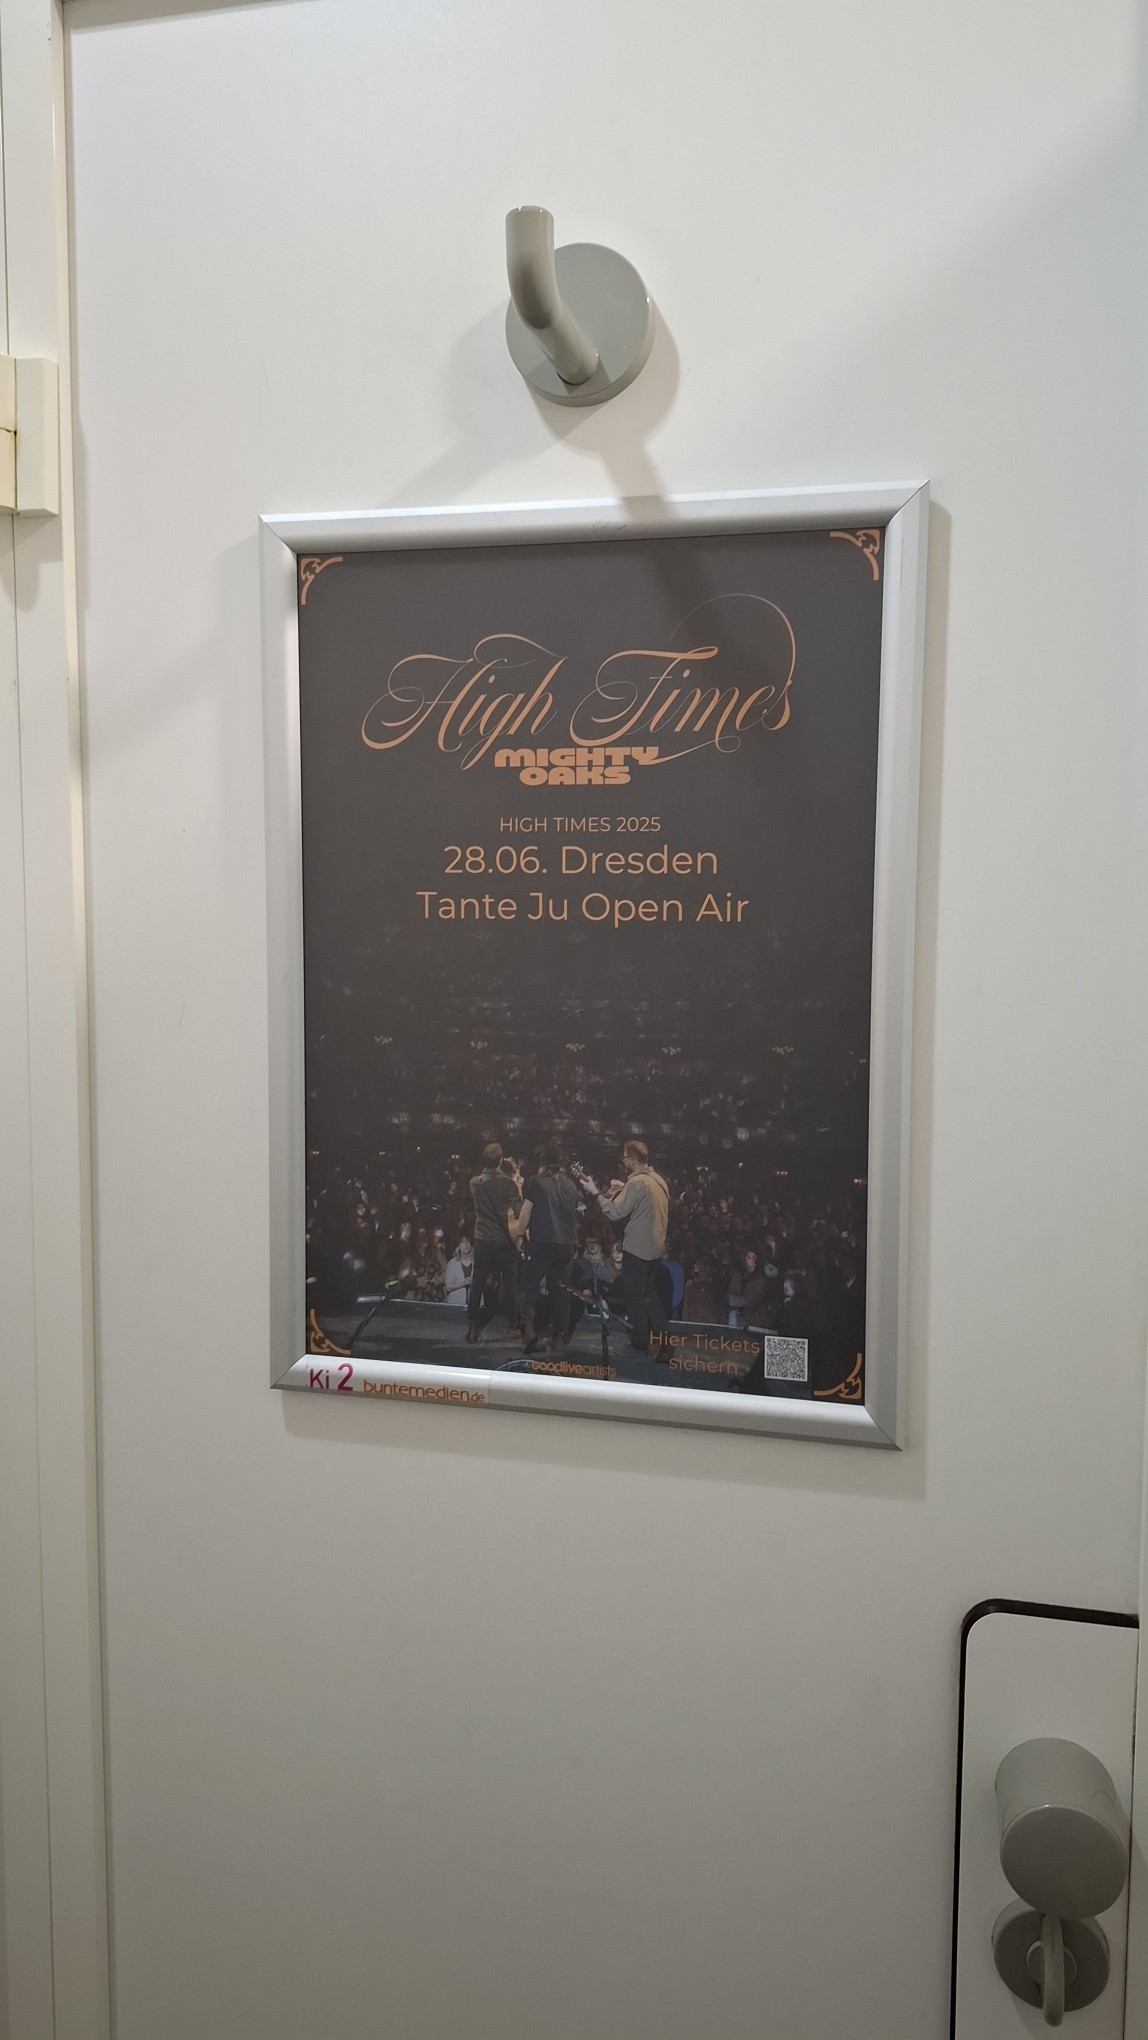 High Times
MIGHTY
OAKS
HIGH TIMES 2025
28.06. Dresden
Tante Ju Open Air
Hier Tickets
sichern
goodliveartists
Ki 2 buntemedien.de